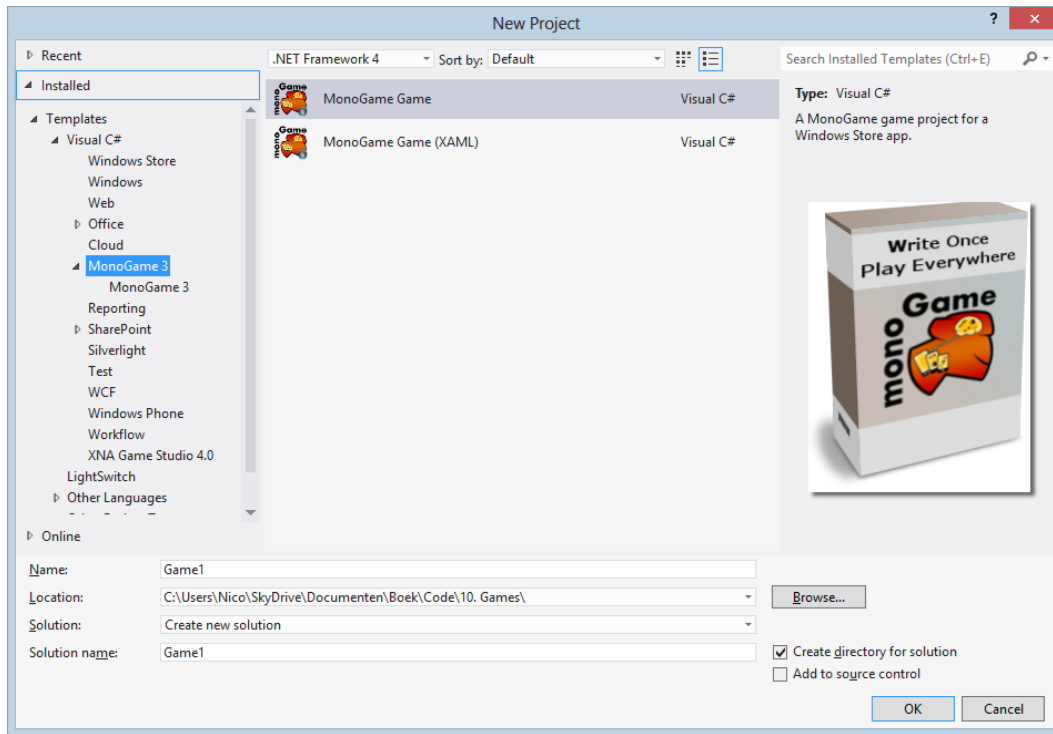 New Project
?
Recent
Installed
Templates
Visual C#
Windows Store
Windows
Web
Office
Cloud
MonoGame 3
MonoGame 3
Reporting
SharePoint
Silverlight
Test
WCF
Windows Phone
Workflow
XNA Game Studio 4.0
LightSwitch
Other Languages
Online
.NET Framework 4 Sort by: Default
MonoGame Game Visual C#
MonoGame Game (XAML) Visual C#
Search Installed Templates (Ctrl+E)
Type: Visual C#
A MonoGame game project for a
Windows Store app.
Write Once
Play Everywhere
monoGame
Name: Game1
Location: C:\Users\Nico\SkyDrive\Documenten\Boek\Code\10. Games\
Browse...
Solution: Create new solution
Solution name: Game1
Create directory for solution
Add to source control
OK Cancel